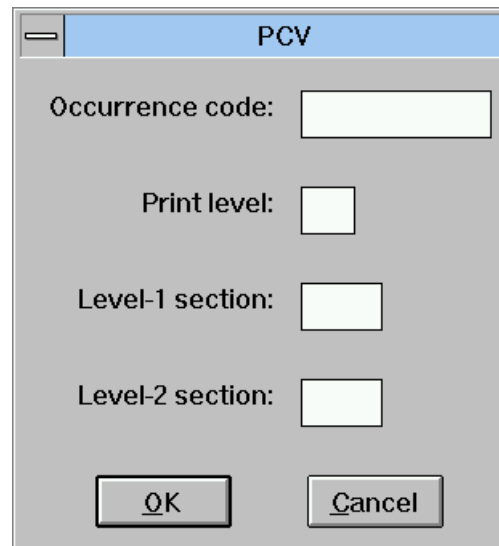 PCV
Occurrence code:
Print level:
Level-1 section:
Level-2 section:
OK Cancel